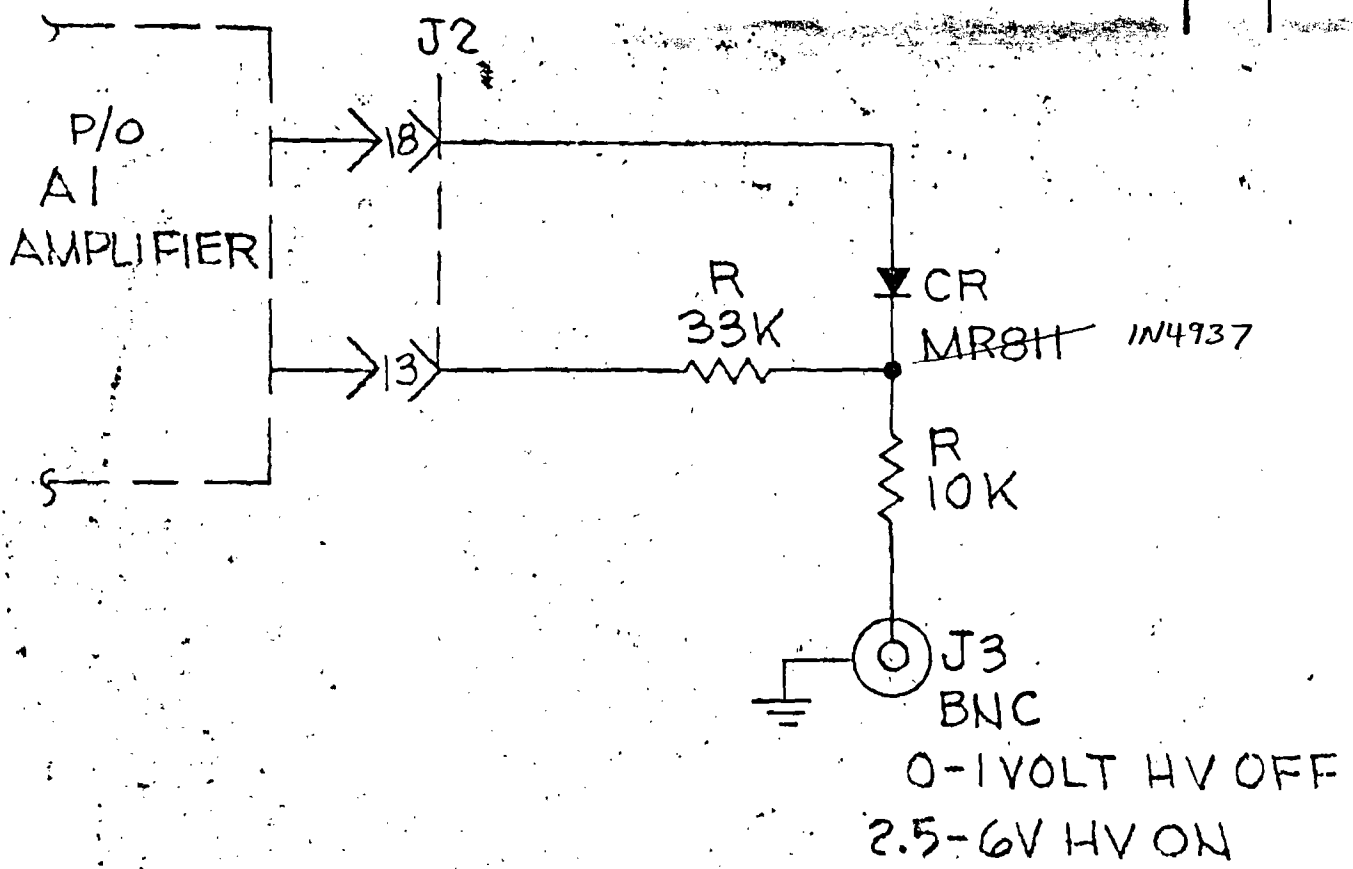 J2
P/O
A1
AMPLIFIER
18
13
R
33K
CR
MR811
1N4937
R
10K
J3
BNC
0-1VOLT HV OFF
2.5-6V HV ON